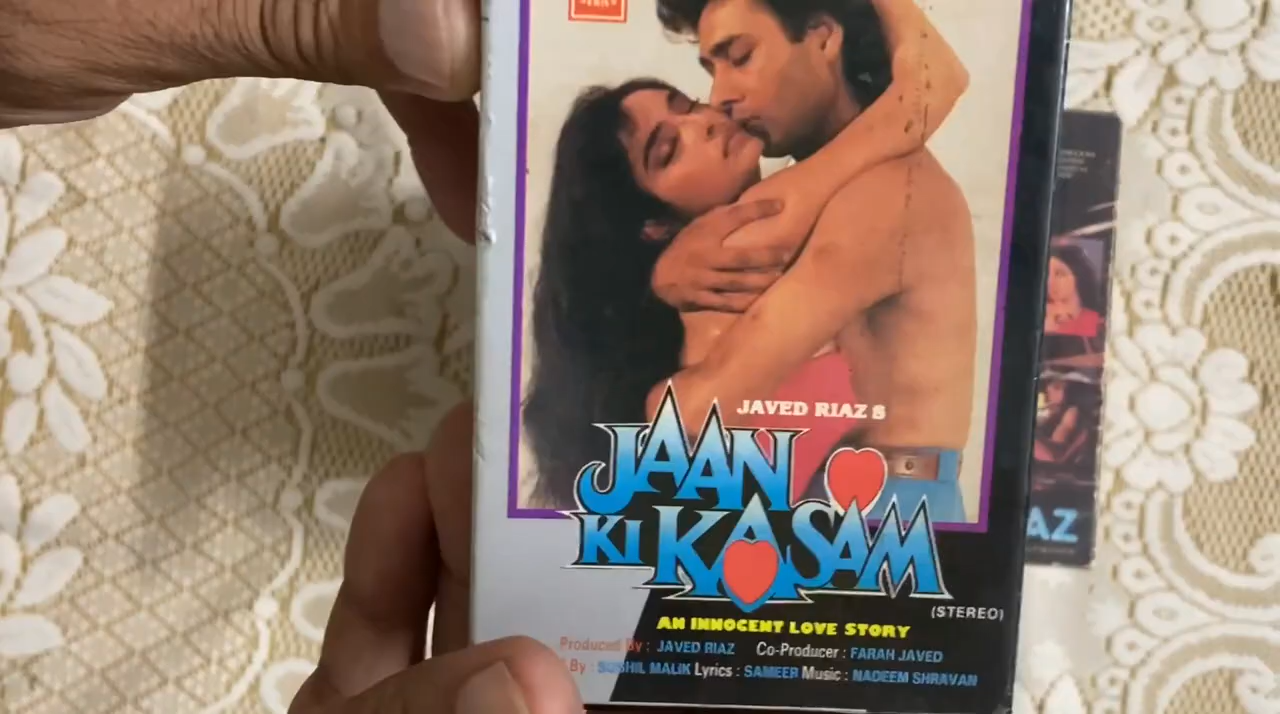 JAVED RIAZ S
JAAN
KI KASAM
(STEREO)
AN INNOCENT LOVE STORY
Produced By : JAVED RIAZ Co-Producer : FARAH JAVED
By : SUSHIL MALIK Lyrics : SAMEER Music : NADEEM SHRAVAN
AZ